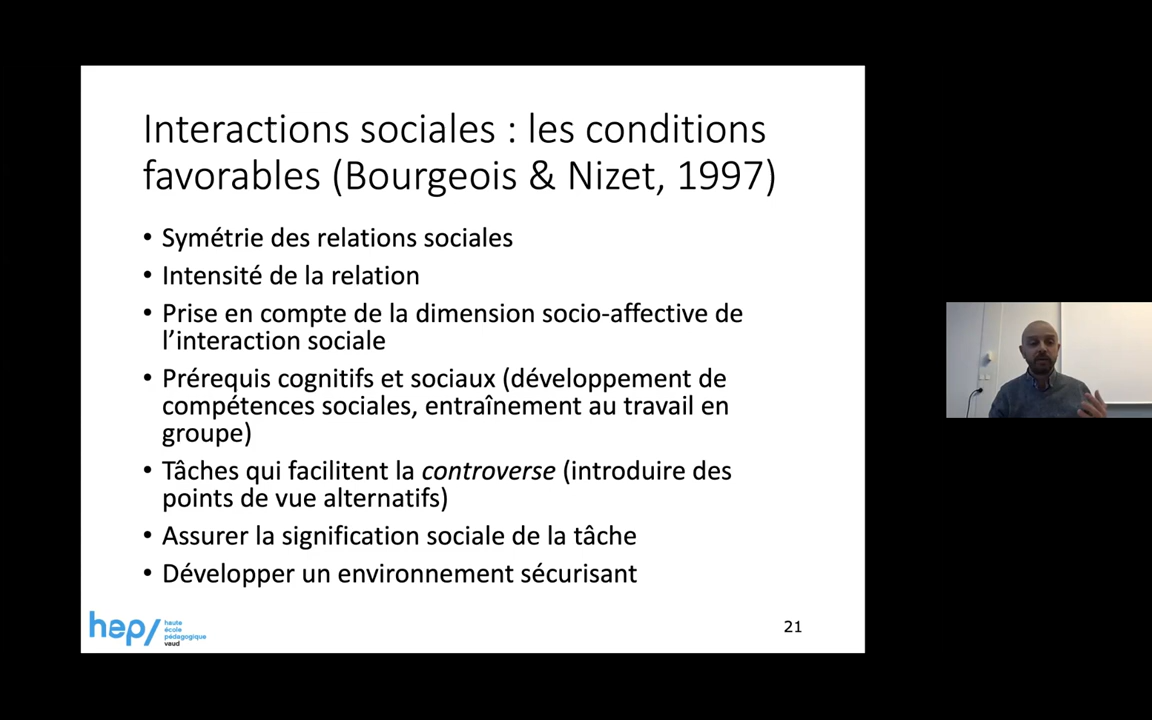 Interactions sociales : les conditions
favorables (Bourgeois & Nizet, 1997)
• Symétrie des relations sociales
• Intensité de la relation
• Prise en compte de la dimension socio-affective de
l’interaction sociale
• Prérequis cognitifs et sociaux (développement de
compétences sociales, entraînement au travail en
groupe)
• Tâches qui facilitent la controverse (introduire des
points de vue alternatifs)
• Assurer la signification sociale de la tâche
• Développer un environnement sécurisant
hep/
haute
école
pédagogique
vaud
21